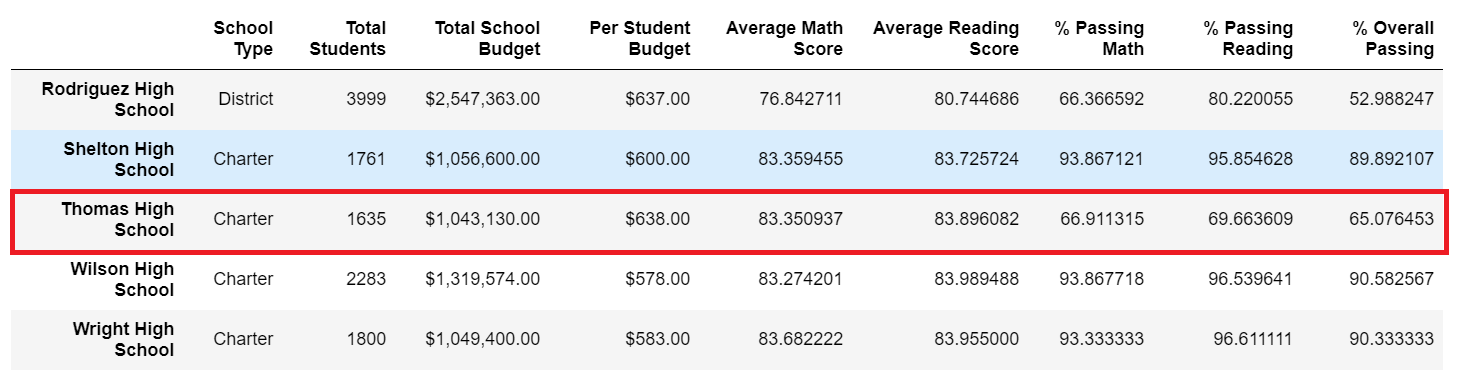 School Type Total Students Total School Budget Per Student Budget Average Math Score Average Reading Score % Passing Math % Passing Reading % Overall Passing
Rodriguez High School District 3999 $2,547,363.00 $637.00 76.842711 80.744686 66.366592 80.220055 52.988247
Shelton High School Charter 1761 $1,056,600.00 $600.00 83.359455 83.725724 93.867121 95.854628 89.892107
Thomas High School Charter 1635 $1,043,130.00 $638.00 83.350937 83.896082 66.911315 69.663609 65.076453
Wilson High School Charter 2283 $1,319,574.00 $578.00 83.274201 83.989488 93.867718 96.539641 90.582567
Wright High School Charter 1800 $1,049,400.00 $583.00 83.682222 83.955000 93.333333 96.611111 90.333333